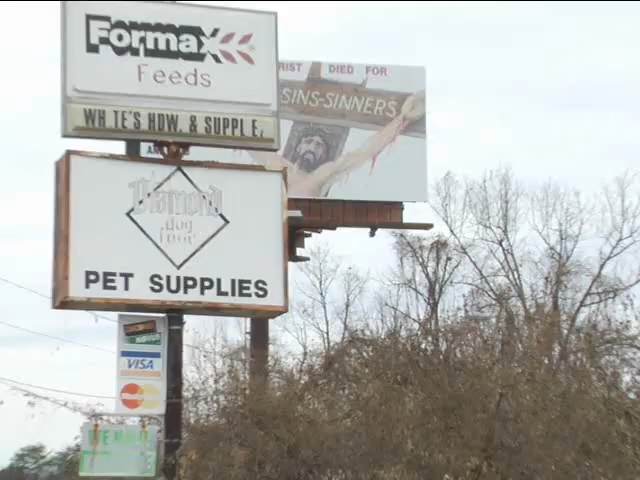 Formax
Feeds
WH TE'S HDW. & SUPPL E,
RIST DIED FOR
SINS-SINNERS
Diamond
dog
food
PET SUPPLIES
VISA